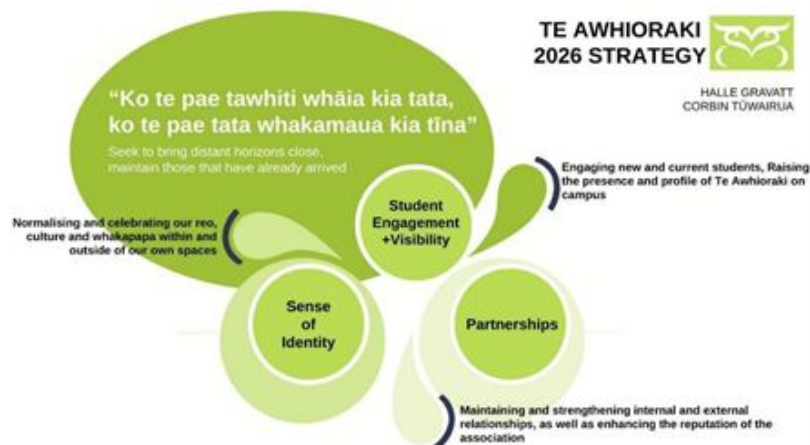 TE AWHIORAKI
2026 STRATEGY
HALLE GRAVATT
CORBIN TŪWAIRUA
“Ko te pae tawhiti whāia kia tata,
ko te pae tata whakamaua kia tīna”
Seek to bring distant horizons close,
maintain those that have already arrived
Student
Engagement
+Visibility
Engaging new and current students, Raising
the presence and profile of Te Awhioraki on
campus
Normalising and celebrating our reo,
culture and whakapapa within and
outside of our own spaces
Sense
of
Identity
Partnerships
Maintaining and strengthening internal and external
relationships, as well as enhancing the reputation of the
association